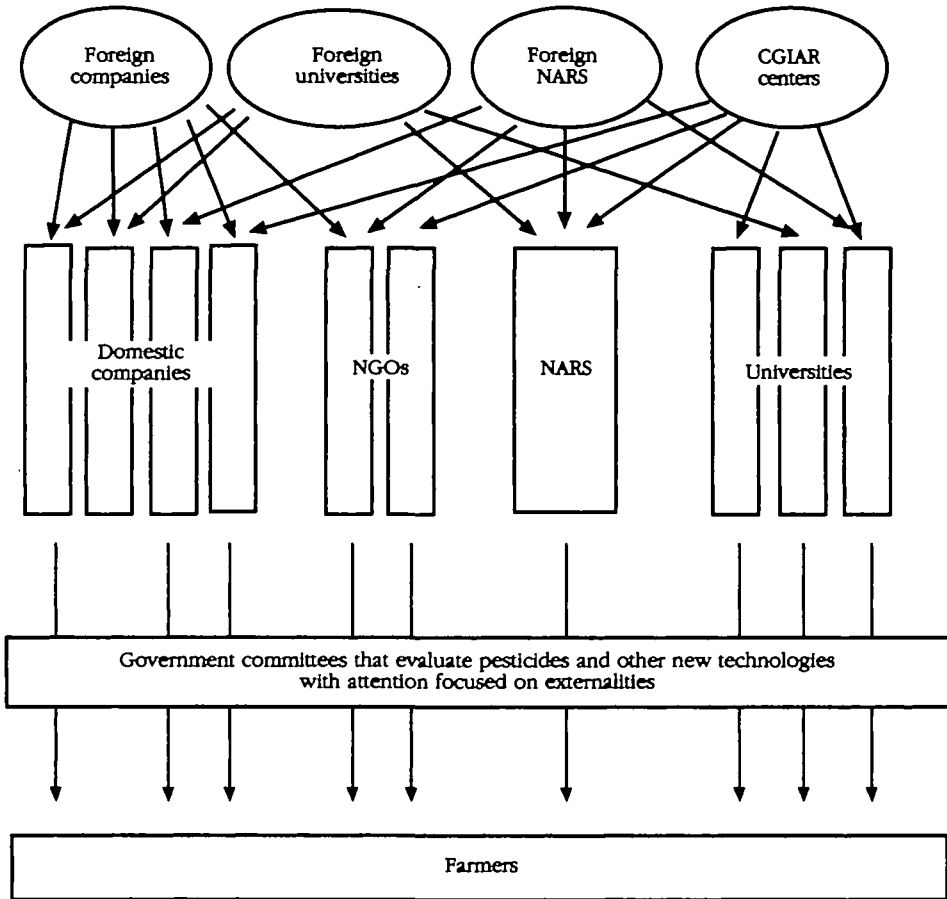 Foreign
companies
Foreign
universities
Foreign
NARS
CGIAR
centers
Domestic
companies
NGOs
NARS
Universities
Government committees that evaluate pesticides and other new technologies
with attention focused on externalities
Farmers